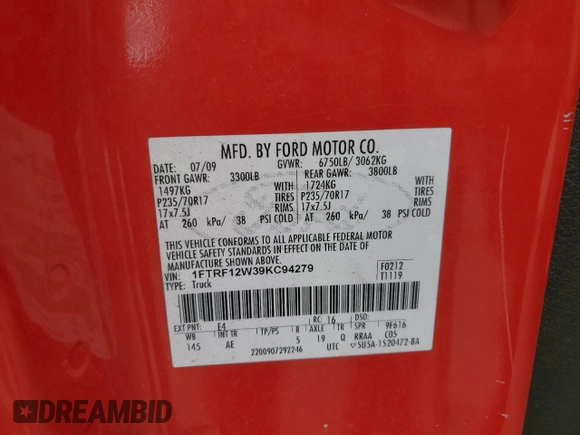 MFD. BY FORD MOTOR CO.
DATE: 07/09 GVWR: 6750LB/ 3062KG
FRONT GAWR: 3300LB REAR GAWR: 3800LB
1497KG WITH 1724KG WITH
P235/70R17 TIRES P235/70R17 TIRES
17x7.5J RIMS 17x7.5J RIMS
AT 260 kPa/ 38 PSI COLD AT 260 kPa/ 38 PSI COLD
THIS VEHICLE CONFORMS TO ALL APPLICABLE FEDERAL MOTOR
VEHICLE SAFETY STANDARDS IN EFFECT ON THE DATE OF
MANUFACTURE SHOWN ABOVE.
VIN: 1FTRF12W39KC94279 F0212
TYPE: Truck T1119
EXT PNT: E4 RC: 16 DSO:
WB INT TR TP/PS R AXLE TR SPR 9F616
145 AE 5 19 Q RRAA COS
2200907292246 UTC SU5A-1520472-BA
DREAMBID